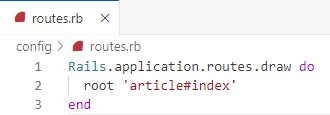 routes.rb
config > routes.rb
1 Rails.application.routes.draw do
2   root 'article#index'
3 end